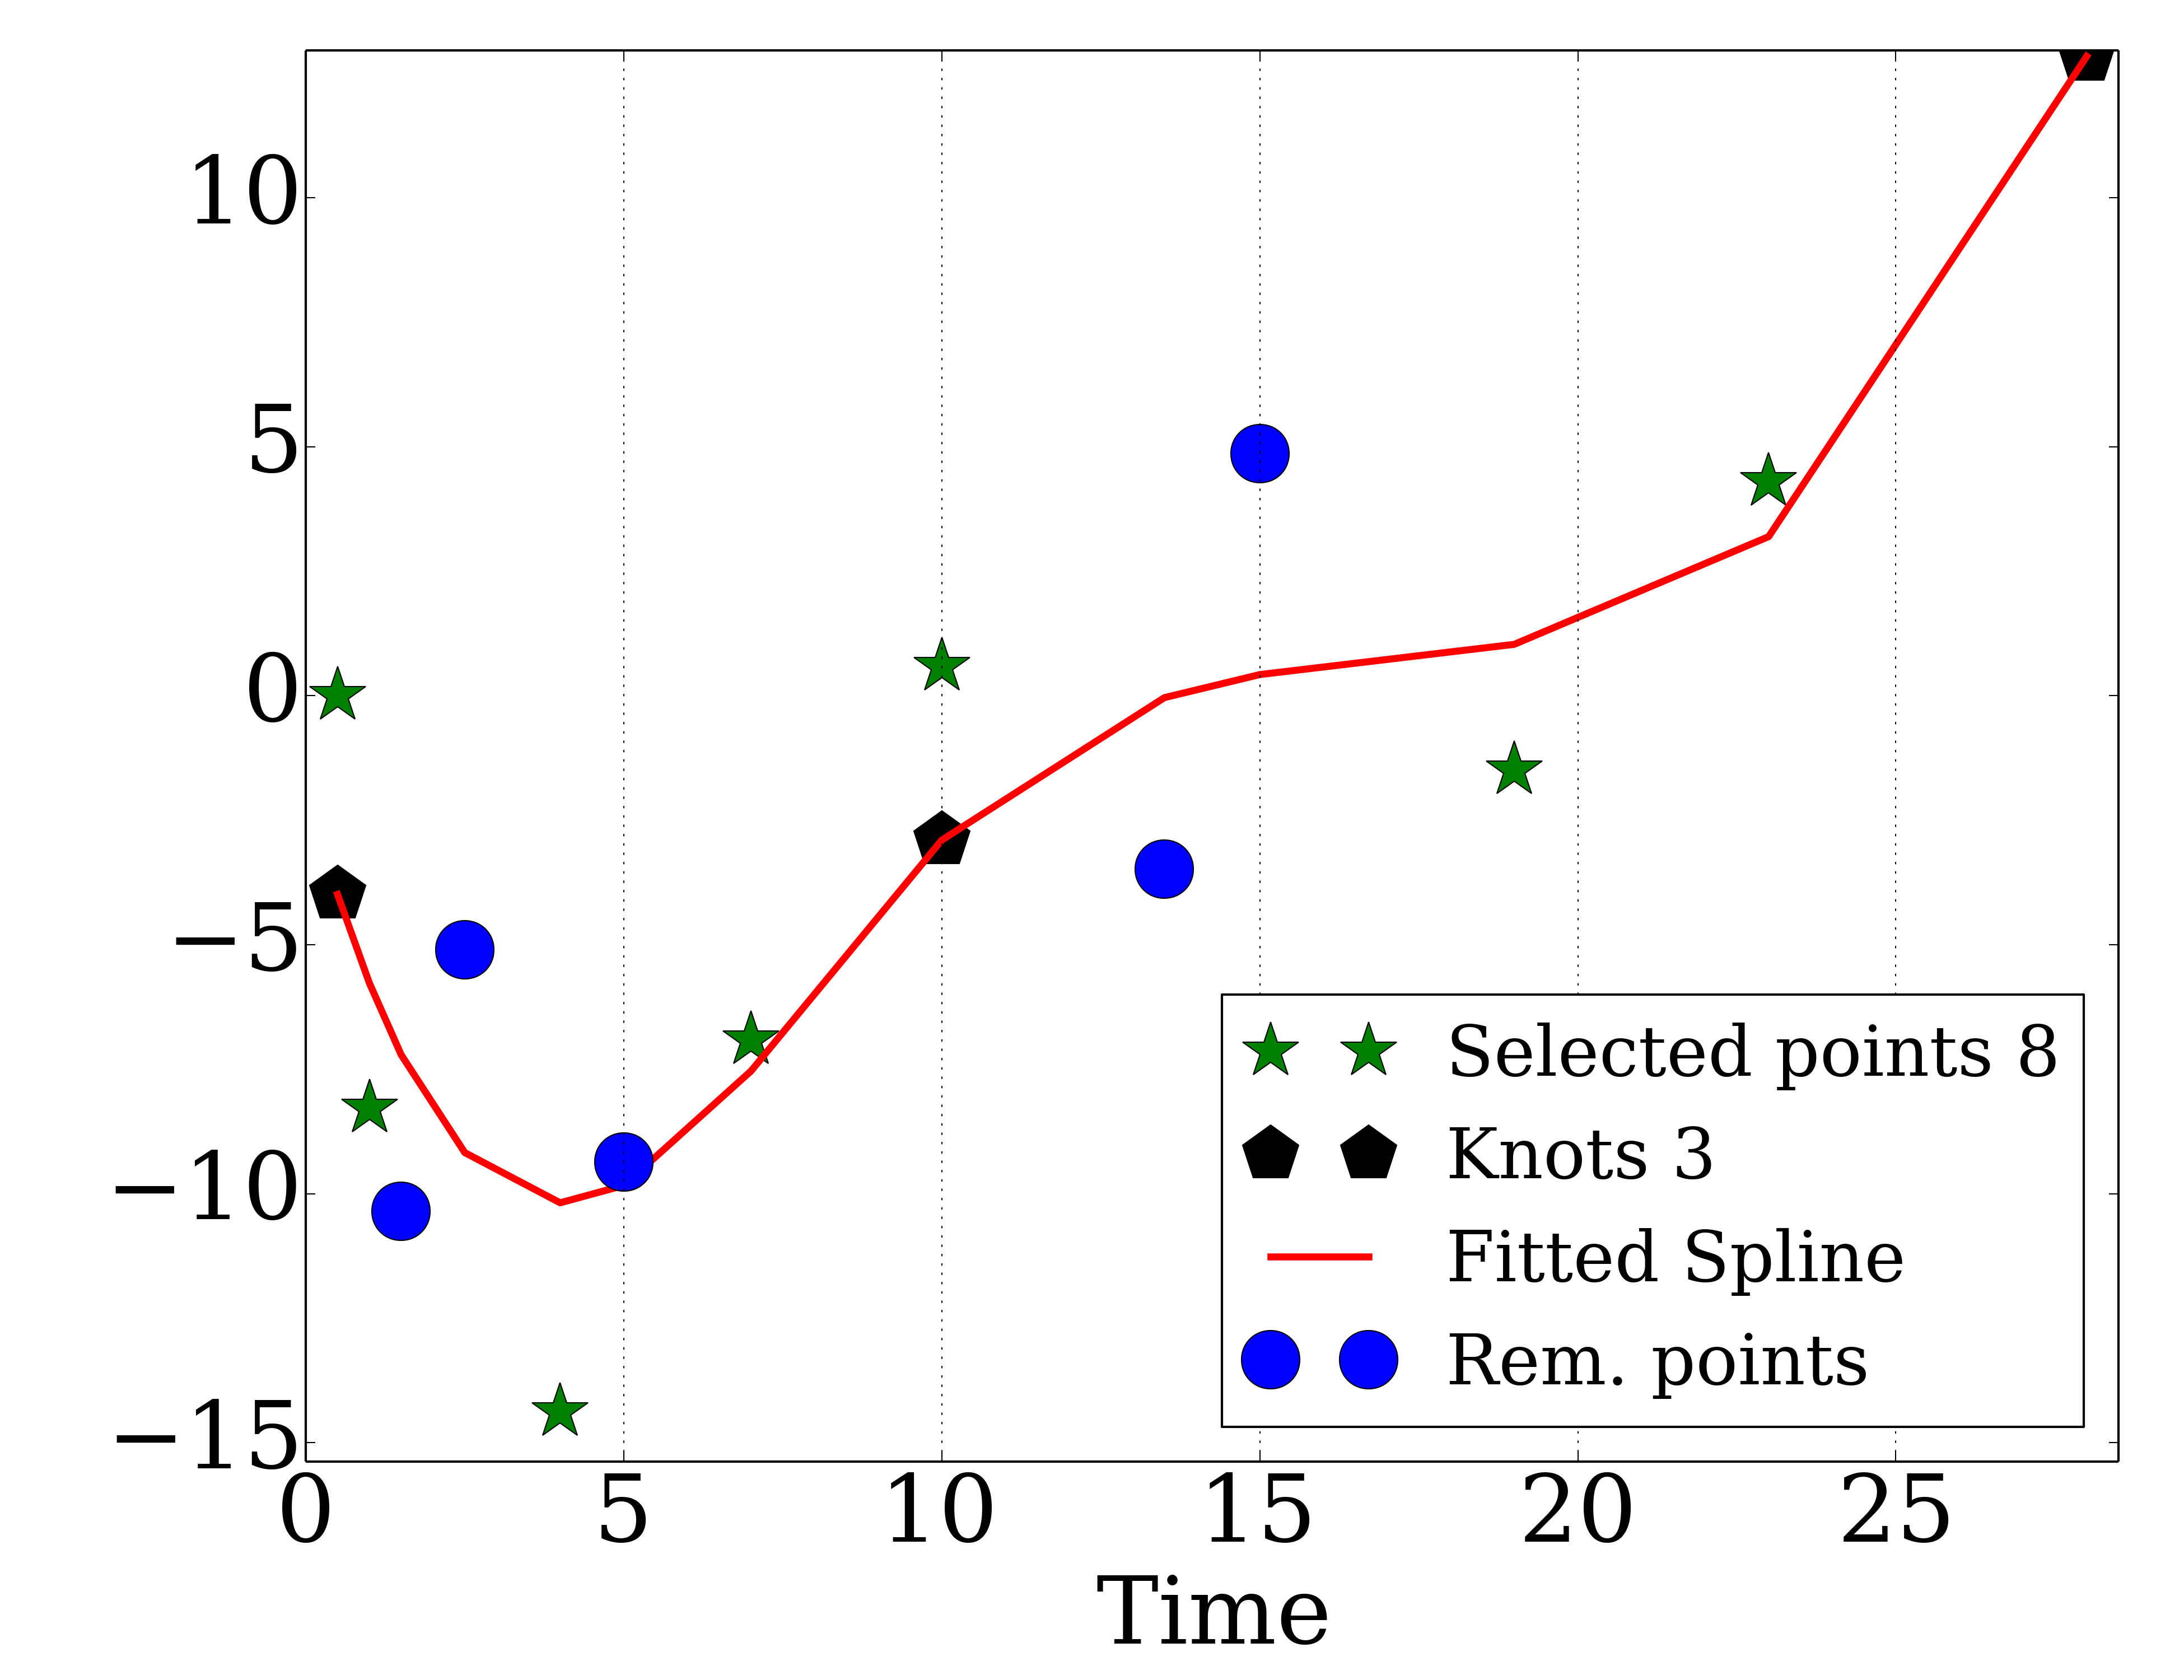 10
5
0
−5
−10
−15
0 5 10 15 20 25
Time
Selected points 8
Knots 3
Fitted Spline
Rem. points